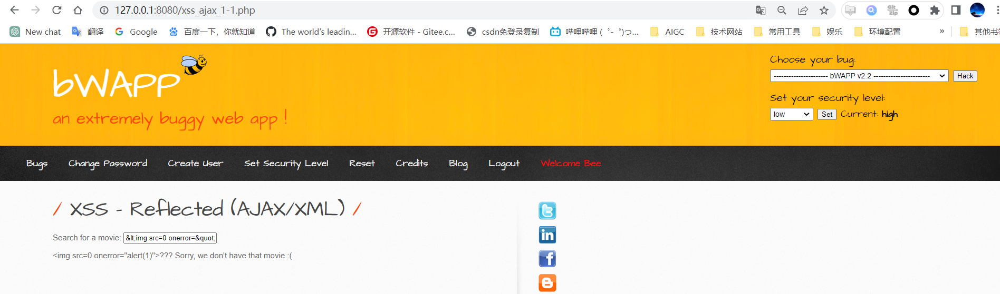 127.0.0.1:8080/xss_ajax_1-1.php
New chat 翻译 Google 百度一下，你就知道 The world's leadin... 开源软件 - Gitee.c... csdn免登录复制 哔哩哔哩 ( ゜- ゜)つ... AIGC 技术网站 常用工具 娱乐 环境配置 » 其他书签
bWAPP
an extremely buggy web app !
Choose your bug:
---------------------- bWAPP v2.2 ----------------------- Hack
Set your security level:
low Set Current: high
Bugs Change Password Create User Set Security Level Reset Credits Blog Logout Welcome Bee
/ XSS - Reflected (AJAX/XML) /
Search for a movie: &lt;img src=0 onerror=&quot;
<img src=0 onerror="alert(1)">??? Sorry, we don't have that movie :(